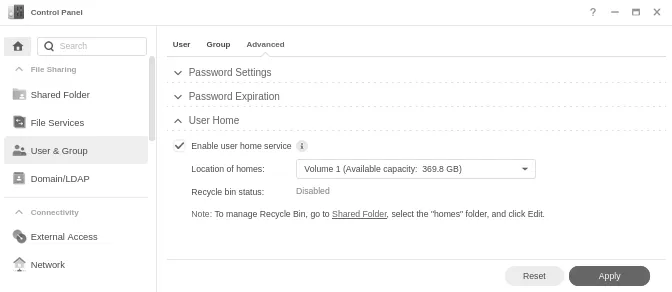 Control Panel
?
Search
File Sharing
Shared Folder
File Services
User & Group
Domain/LDAP
Connectivity
External Access
Network
User Group Advanced
Password Settings
Password Expiration
User Home
Enable user home service i
Location of homes: Volume 1 (Available capacity: 369.8 GB)
Recycle bin status: Disabled
Note: To manage Recycle Bin, go to Shared Folder, select the "homes" folder, and click Edit.
Reset Apply